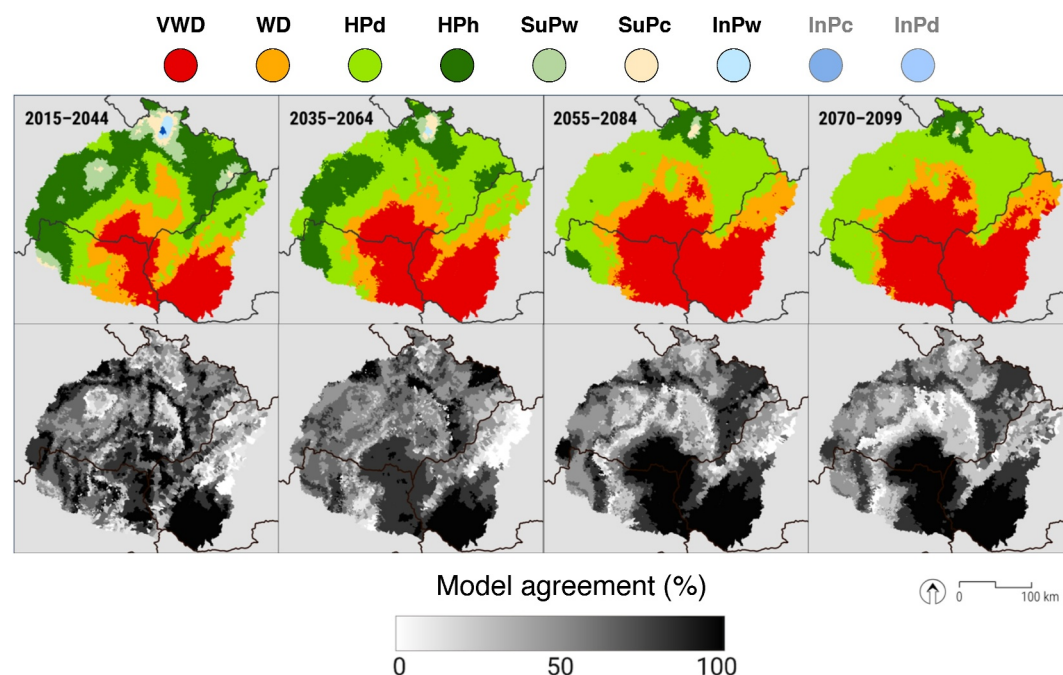 VWD WD HPd HPh SuPw SuPc InPw InPc InPd
2015–2044 2035–2064 2055–2084 2070–2099
Model agreement (%)
0 100 km
0 50 100